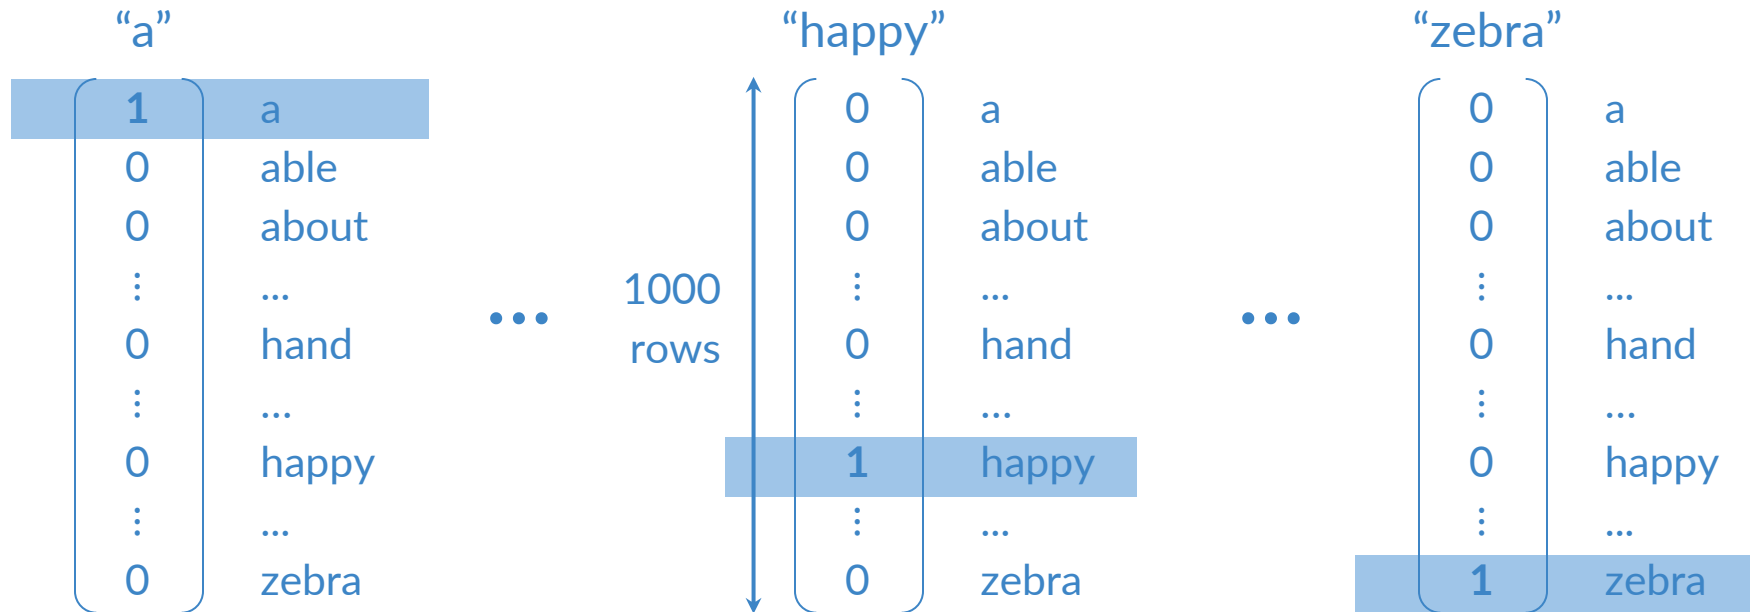 “a” “happy” “zebra”
1 a 0 a 0 a
0 able 0 able 0 able
0 about 0 about 0 about
⋮ ... ⋮ ... ⋮ ...
... 1000 ...
0 hand 0 hand 0 hand
rows
⋮ ... ⋮ ... ⋮ ...
0 happy 1 happy 0 happy
⋮ ... ⋮ ... ⋮ ...
0 zebra 0 zebra 1 zebra